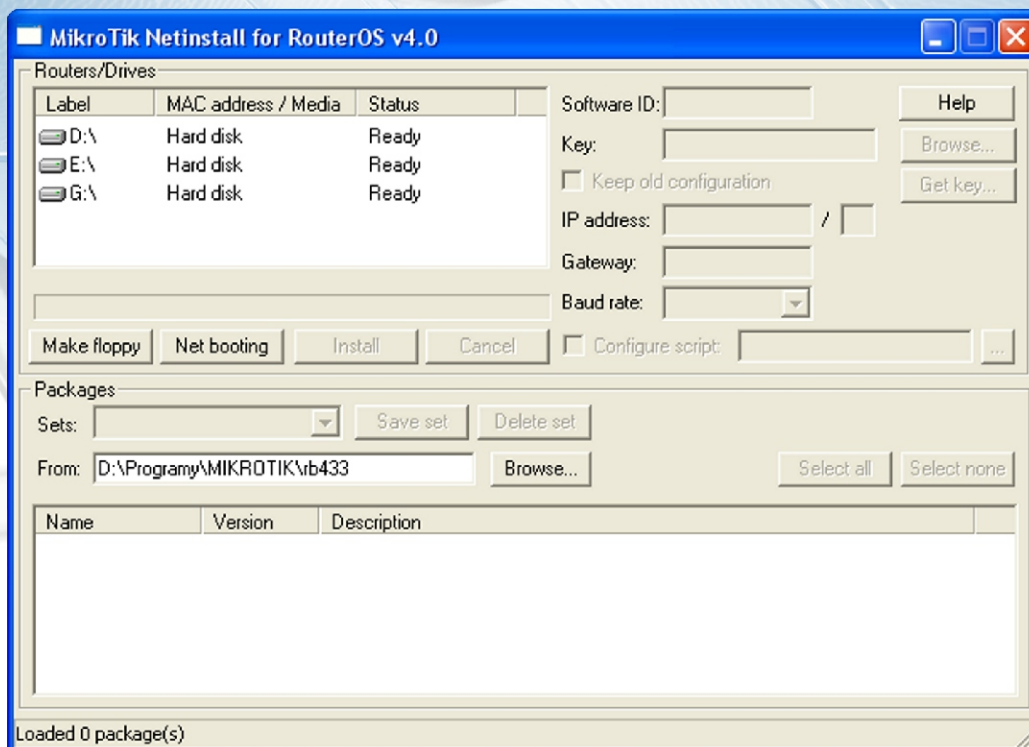 MikroTik Netinstall for RouterOS v4.0
Routers/Drives
Label MAC address / Media Status
D:\ Hard disk Ready
E:\ Hard disk Ready
G:\ Hard disk Ready
Make floppy Net booting Install Cancel
Software ID: Help
Key: Browse...
Keep old configuration Get key...
IP address: /
Gateway:
Baud rate:
Configure script: ...
Packages
Sets: Save set Delete set
From: D:\Programy\MIKROTIK\rb433 Browse... Select all Select none
Name Version Description
Loaded 0 package(s)